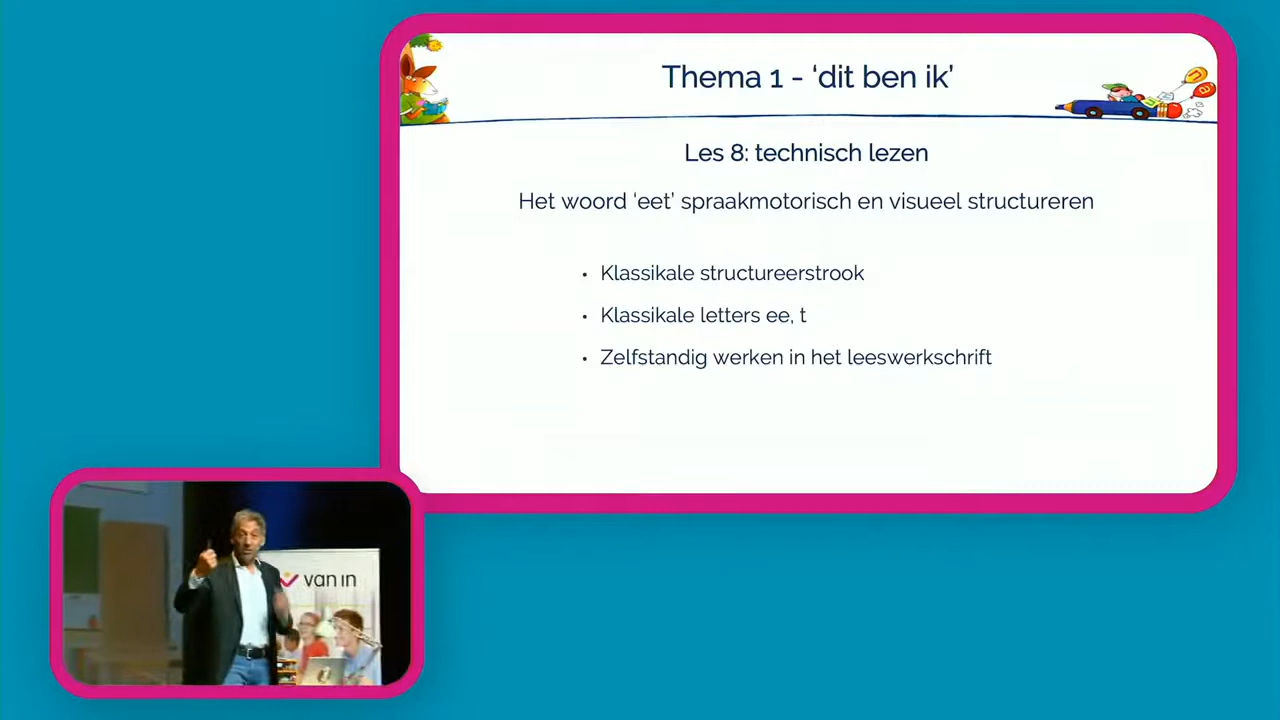 Thema 1 - ‘dit ben ik’
Les 8: technisch lezen
Het woord ‘eet’ spraakmotorisch en visueel structureren
• Klassikale structureerstrook
• Klassikale letters ee, t
• Zelfstandig werken in het leeswerkschrift
van in